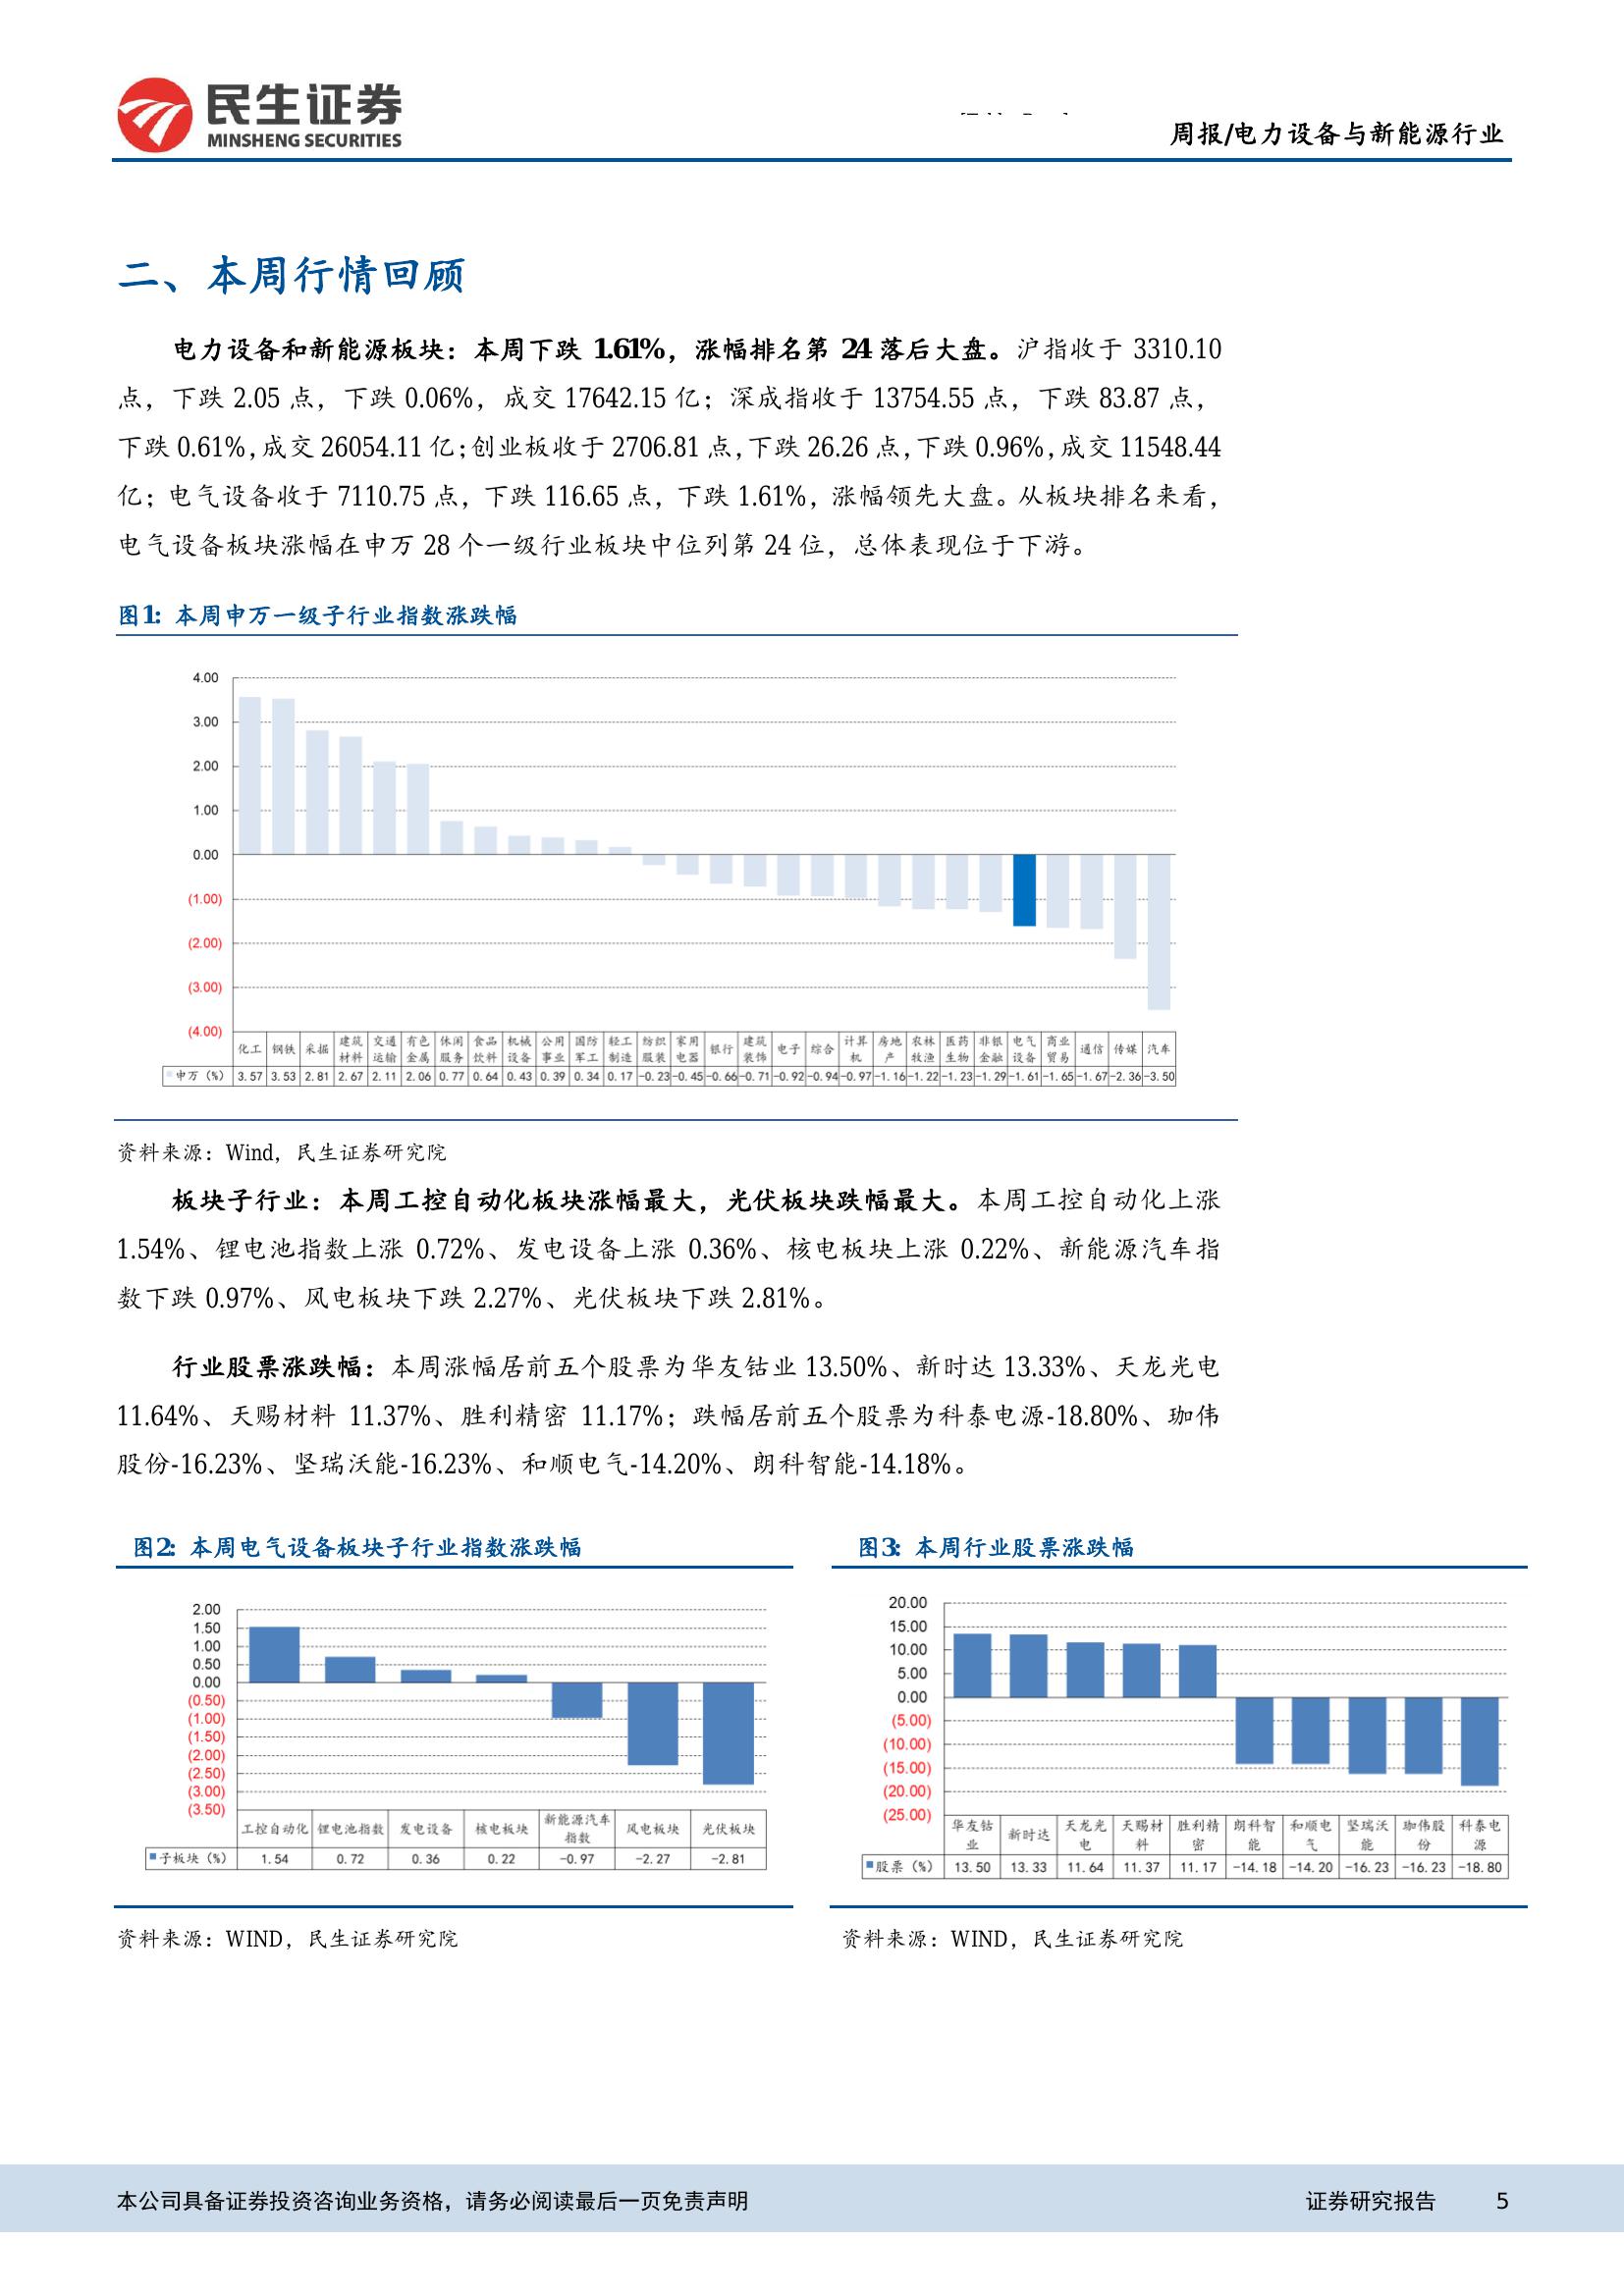 民生证券
MINSHENG SECURITIES
周报/电力设备与新能源行业
二、本周行情回顾
电力设备和新能源板块：本周下跌 1.61%，涨幅排名第 24 落后大盘。沪指收于 3310.10
点，下跌 2.05 点，下跌 0.06%，成交 17642.15 亿；深成指收于 13754.55 点，下跌 83.87 点，
下跌 0.61%，成交 26054.11 亿；创业板收于 2706.81 点，下跌 26.26 点，下跌 0.96%，成交 11548.44
亿；电气设备收于 7110.75 点，下跌 116.65 点，下跌 1.61%，涨幅领先大盘。从板块排名来看，
电气设备板块涨幅在申万 28 个一级行业板块中位列第 24 位，总体表现位于下游。
图1：本周申万一级子行业指数涨跌幅
4.00
3.00
2.00
1.00
0.00
(1.00)
(2.00)
(3.00)
(4.00)
化工 钢铁 采掘 建筑材料 交通运输 有色金属 休闲服务 食品饮料 机械设备 公用事业 国防军工 轻工制造 纺织服装 家用电器 银行 建筑装饰 电子 综合 计算机 房地产 农林牧渔 医药生物 非银金融 电气设备 商业贸易 通信 传媒 汽车
申万（%） 3.57 3.53 2.81 2.67 2.11 2.06 0.77 0.64 0.43 0.39 0.34 0.17 -0.23 -0.45 -0.66 -0.71 -0.92 -0.94 -0.97 -1.16 -1.22 -1.23 -1.29 -1.61 -1.65 -1.67 -2.36 -3.50
资料来源：Wind，民生证券研究院
板块子行业：本周工控自动化板块涨幅最大，光伏板块跌幅最大。本周工控自动化上涨
1.54%、锂电池指数上涨 0.72%、发电设备上涨 0.36%、核电板块上涨 0.22%、新能源汽车指
数下跌 0.97%、风电板块下跌 2.27%、光伏板块下跌 2.81%。
行业股票涨跌幅：本周涨幅居前五个股票为华友钴业 13.50%、新时达 13.33%、天龙光电
11.64%、天赐材料 11.37%、胜利精密 11.17%；跌幅居前五个股票为科泰电源-18.80%、珈伟
股份-16.23%、坚瑞沃能-16.23%、和顺电气-14.20%、朗科智能-14.18%。
图2：本周电气设备板块子行业指数涨跌幅
2.00
1.50
1.00
0.50
0.00
(0.50)
(1.00)
(1.50)
(2.00)
(2.50)
(3.00)
(3.50)
工控自动化 锂电池指数 发电设备 核电板块 新能源汽车指数 风电板块 光伏板块
子板块（%） 1.54 0.72 0.36 0.22 -0.97 -2.27 -2.81
资料来源：WIND，民生证券研究院
图3：本周行业股票涨跌幅
20.00
15.00
10.00
5.00
0.00
(5.00)
(10.00)
(15.00)
(20.00)
(25.00)
华友钴业 新时达 天龙光电 天赐材料 胜利精密 朗科智能 和顺电气 坚瑞沃能 珈伟股份 科泰电源
股票（%） 13.50 13.33 11.64 11.37 11.17 -14.18 -14.20 -16.23 -16.23 -18.80
资料来源：WIND，民生证券研究院
本公司具备证券投资咨询业务资格，请务必阅读最后一页免责声明
证券研究报告 5